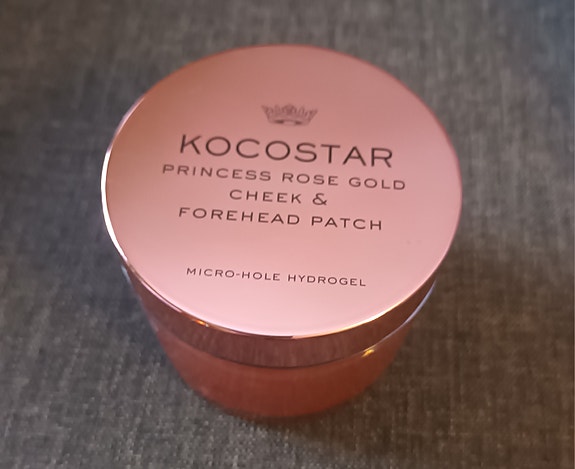 KOCOSTAR
PRINCESS ROSE GOLD
CHEEK &
FOREHEAD PATCH
MICRO-HOLE HYDROGEL